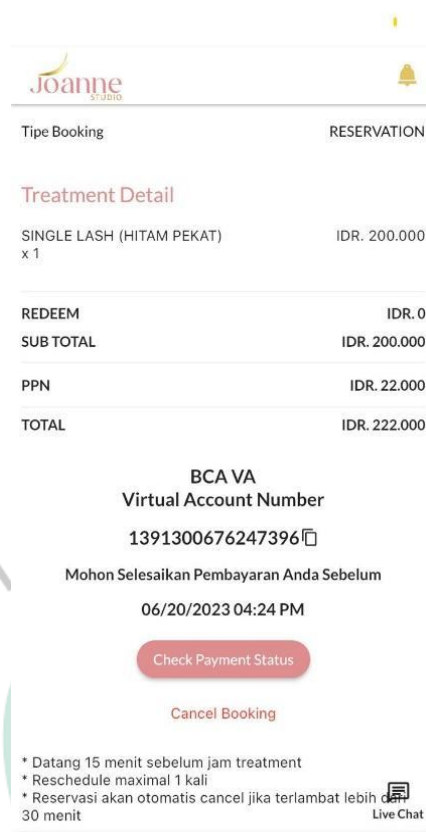 Joanne
STUDIO
Tipe Booking RESERVATION
Treatment Detail
SINGLE LASH (HITAM PEKAT) IDR. 200.000
x 1
REDEEM IDR. 0
SUB TOTAL IDR. 200.000
PPN IDR. 22.000
TOTAL IDR. 222.000
BCA VA
Virtual Account Number
1391300676247396
Mohon Selesaikan Pembayaran Anda Sebelum
06/20/2023 04:24 PM
Check Payment Status
Cancel Booking
* Datang 15 menit sebelum jam treatment
* Reschedule maximal 1 kali
* Reservasi akan otomatis cancel jika terlambat lebih dari
30 menit
Live Chat